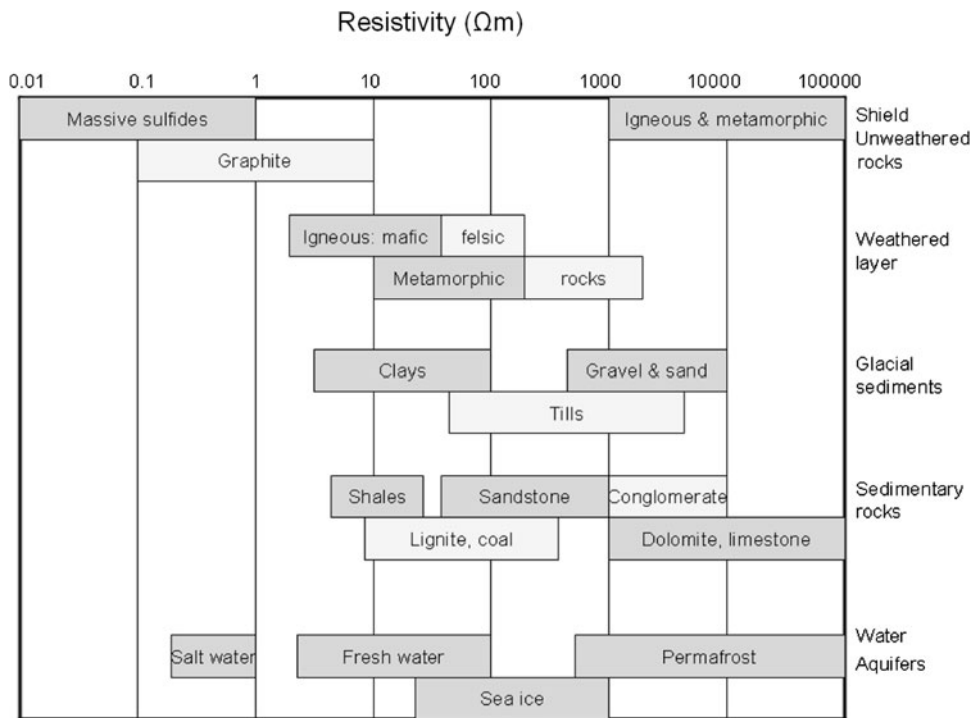 Resistivity (Ωm)
0.01 0.1 1 10 100 1000 10000 100000
Massive sulfides Igneous & metamorphic Shield
Unweathered
Graphite rocks
Igneous: mafic felsic Weathered
layer
Metamorphic rocks
Clays Gravel & sand Glacial
sediments
Tills
Shales Sandstone Conglomerate Sedimentary
rocks
Lignite, coal Dolomite, limestone
Water
Salt water Fresh water Permafrost Aquifers
Sea ice